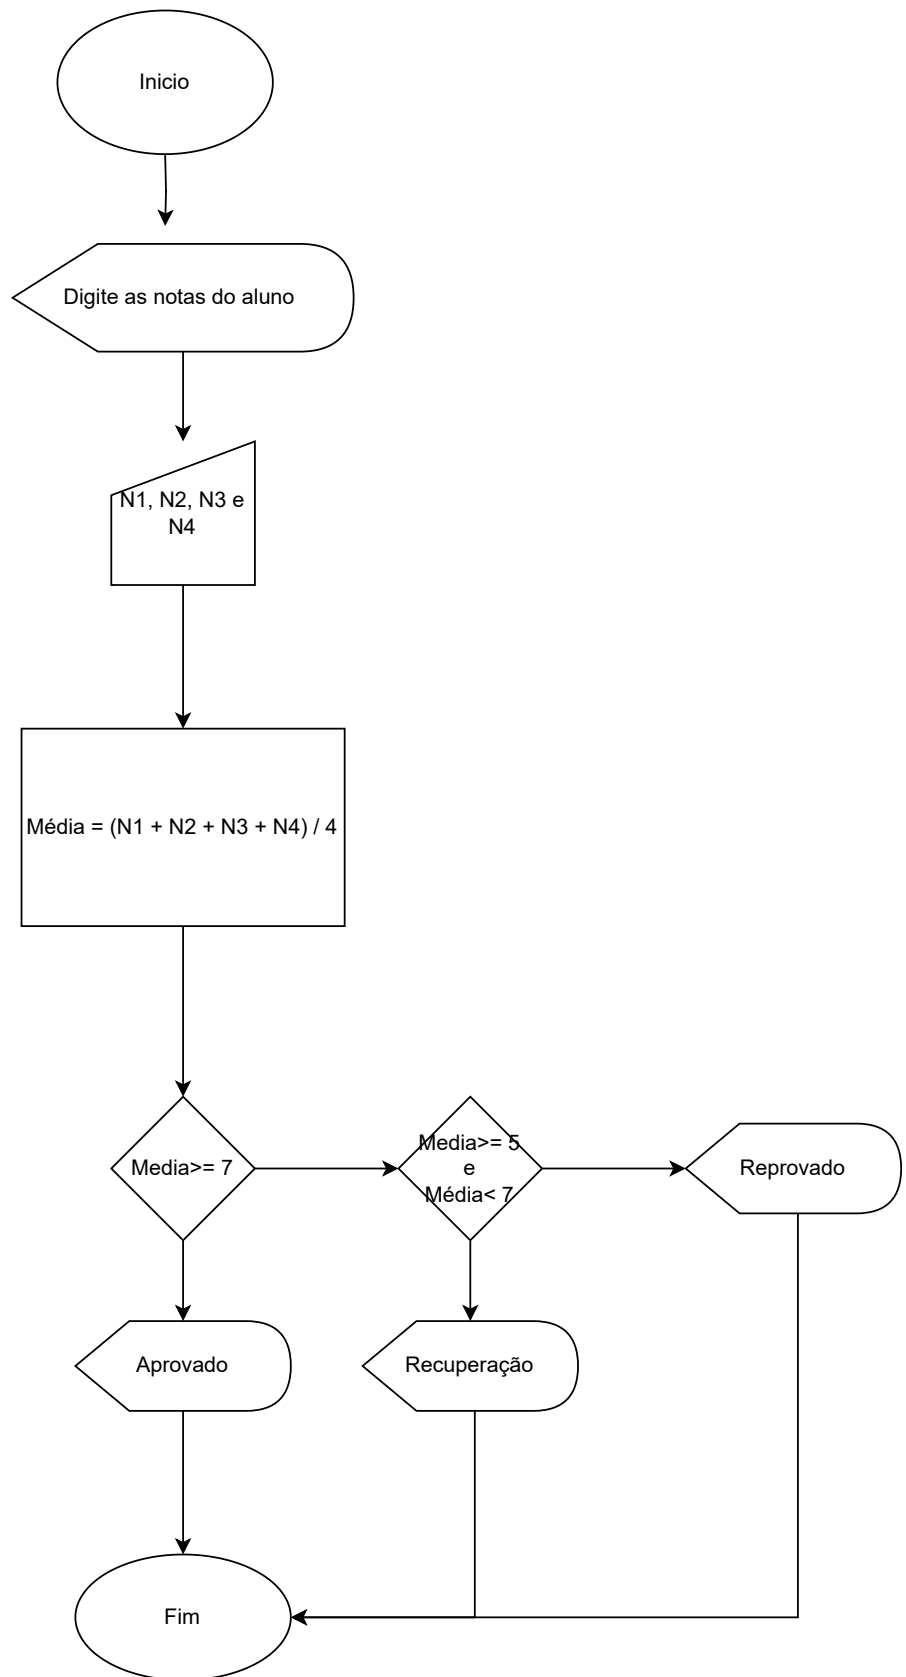 Inicio
Digite as notas do aluno
N1, N2, N3 e
N4
Média = (N1 + N2 + N3 + N4) / 4
Media>= 7
Media>= 5
e
Média< 7
Reprovado
Aprovado
Recuperação
Fim